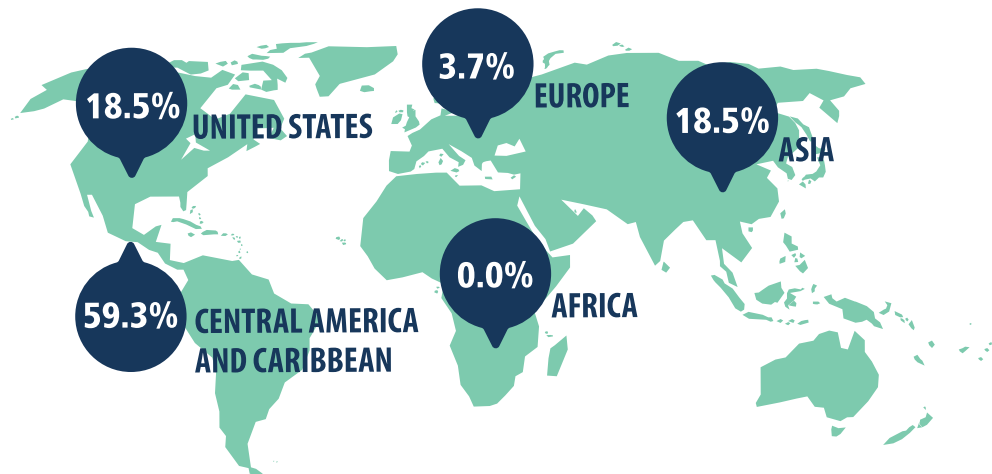 3.7%
EUROPE
18.5%
UNITED STATES
18.5%
ASIA
0.0%
AFRICA
59.3%
CENTRAL AMERICA
AND CARIBBEAN